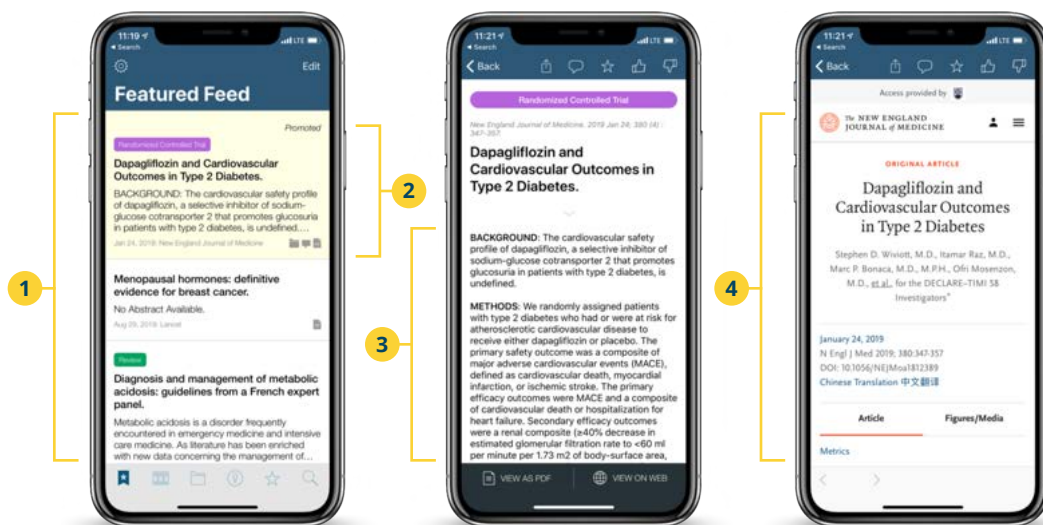 11:19
LTE
Search
Edit
Featured Feed
Promoted
Randomized Controlled Trial
Dapagliflozin and Cardiovascular
Outcomes in Type 2 Diabetes.
BACKGROUND: The cardiovascular safety profile
of dapagliflozin, a selective inhibitor of sodium-
glucose cotransporter 2 that promotes glucosuria
in patients with type 2 diabetes, is undefined....
Jan 24, 2019: New England Journal of Medicine
Menopausal hormones: definitive
evidence for breast cancer.
No Abstract Available.
Aug 29, 2019: Lancet
Review
Diagnosis and management of metabolic
acidosis: guidelines from a French expert
panel.
Metabolic acidosis is a disorder frequently
encountered in emergency medicine and intensive
care medicine. As literature has been enriched
with new data concerning the management of...
1
2
11:21
LTE
Search
Back
Randomized Controlled Trial
New England Journal of Medicine. 2019 Jan 24; 380 (4) :
347-357.
Dapagliflozin and
Cardiovascular Outcomes in
Type 2 Diabetes.
BACKGROUND: The cardiovascular safety
profile of dapagliflozin, a selective inhibitor of
sodium-glucose cotransporter 2 that promotes
glucosuria in patients with type 2 diabetes, is
undefined.
METHODS: We randomly assigned patients
with type 2 diabetes who had or were at risk for
atherosclerotic cardiovascular disease to
receive either dapagliflozin or placebo. The
primary safety outcome was a composite of
major adverse cardiovascular events (MACE),
defined as cardiovascular death, myocardial
infarction, or ischemic stroke. The primary
efficacy outcomes were MACE and a composite
of cardiovascular death or hospitalization for
heart failure. Secondary efficacy outcomes
were a renal composite (≥40% decrease in
estimated glomerular filtration rate to <60 ml
per minute per 1.73 m2 of body-surface area,
VIEW AS PDF
VIEW ON WEB
3
4
11:21
LTE
Search
Back
Access provided by
The NEW ENGLAND
JOURNAL of MEDICINE
ORIGINAL ARTICLE
Dapagliflozin and
Cardiovascular Outcomes
in Type 2 Diabetes
Stephen D. Wiviott, M.D., Itamar Raz, M.D.,
Marc P. Bonaca, M.D., M.P.H., Ofri Mosenzon,
M.D., et al., for the DECLARE–TIMI 58
Investigators*
January 24, 2019
N Engl J Med 2019; 380:347-357
DOI: 10.1056/NEJMoa1812389
Chinese Translation 中文翻译
Article
Figures/Media
Metrics